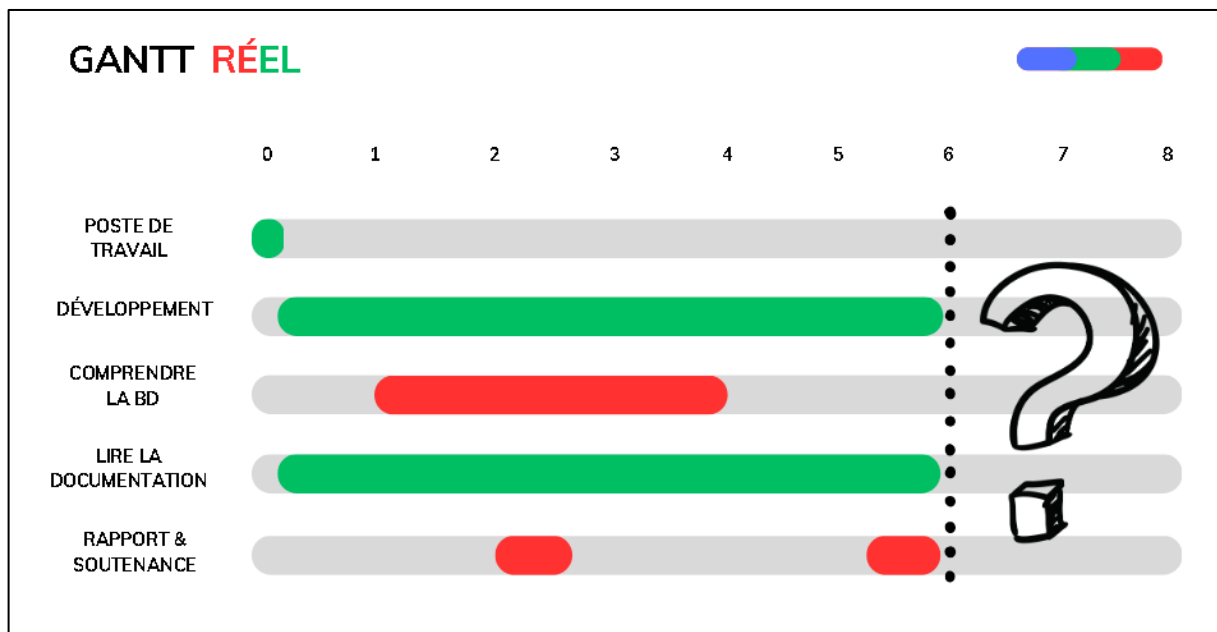 GANTT RÉEL
0 1 2 3 4 5 6 7 8
POSTE DE
TRAVAIL
DÉVELOPPEMENT
COMPRENDRE
LA BD
LIRE LA
DOCUMENTATION
RAPPORT &
SOUTENANCE
?